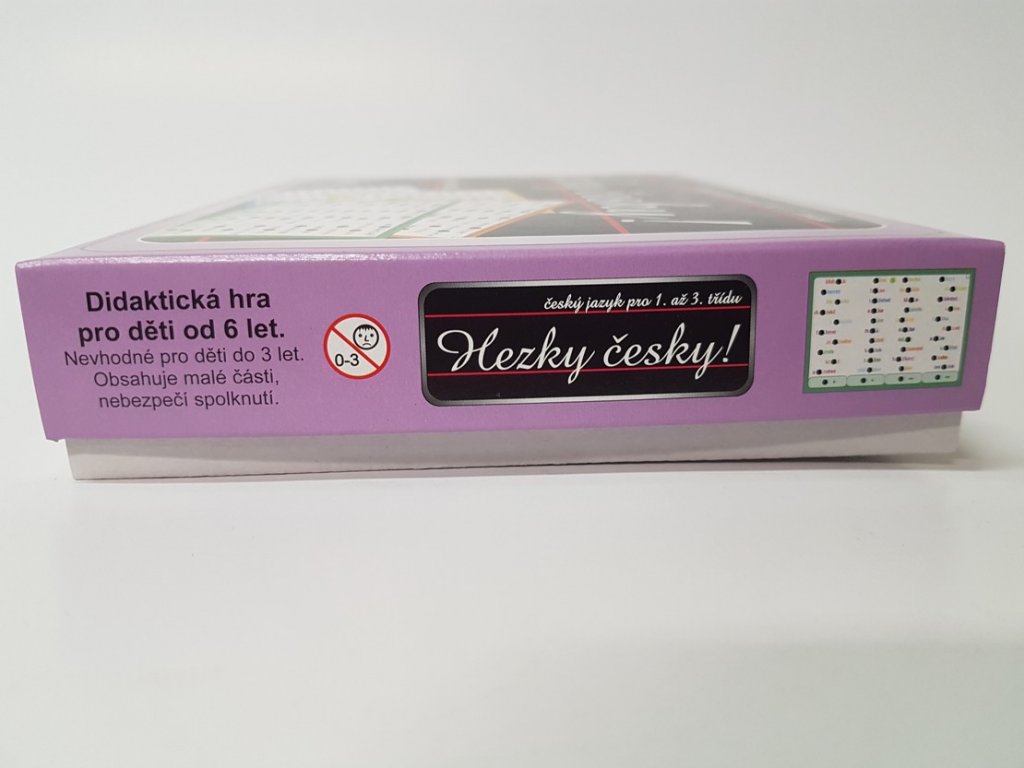 Didaktická hra
pro děti od 6 let.
Nevhodné pro děti do 3 let.
Obsahuje malé části,
nebezpečí spolknutí.
0-3
český jazyk pro 1. až 3. třídu
Hezky česky!